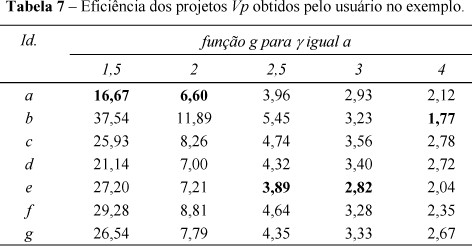 Tabela 7 – Eficiência dos projetos Vp obtidos pelo usuário no exemplo.
Id. função g para γ igual a
1,5 2 2,5 3 4
a 16,67 6,60 3,96 2,93 2,12
b 37,54 11,89 5,45 3,23 1,77
c 25,93 8,26 4,74 3,56 2,78
d 21,14 7,00 4,32 3,40 2,72
e 27,20 7,21 3,89 2,82 2,04
f 29,28 8,81 4,64 3,28 2,35
g 26,54 7,79 4,35 3,33 2,67